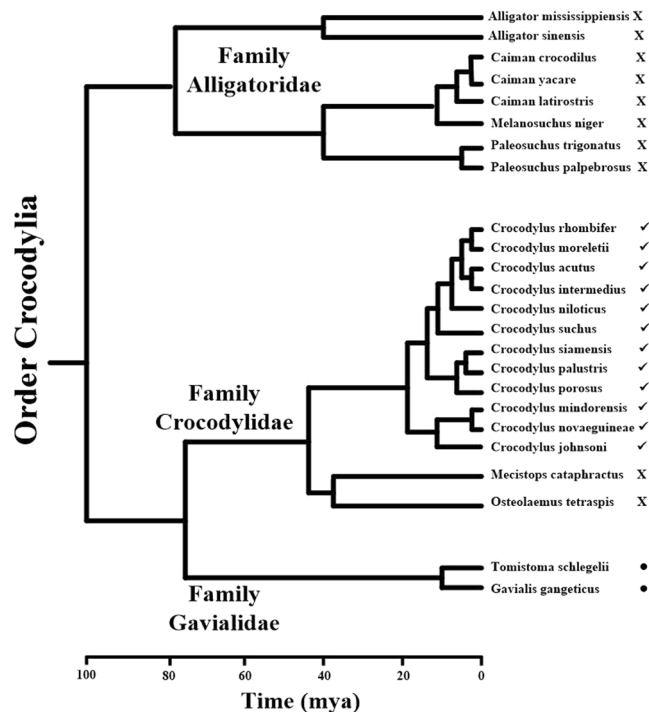 Alligator mississippiensis X
Alligator sinensis X
Family
Alligatoridae
Caiman crocodilus X
Caiman yacare X
Caiman latirostris X
Melanosuchus niger X
Paleosuchus trigonatus X
Paleosuchus palpebrosus X
Order Crocodylia
Crocodylus rhombifer ✓
Crocodylus moreletii ✓
Crocodylus acutus ✓
Crocodylus intermedius ✓
Crocodylus niloticus ✓
Crocodylus suchus ✓
Crocodylus siamensis ✓
Crocodylus palustris ✓
Crocodylus porosus ✓
Family
Crocodylidae
Crocodylus mindorensis ✓
Crocodylus novaeguineae ✓
Crocodylus johnsoni ✓
Mecistops cataphractus X
Osteolaemus tetraspis X
Tomistoma schlegelii •
Gavialis gangeticus •
Family
Gavialidae
100 80 60 40 20 0
Time (mya)